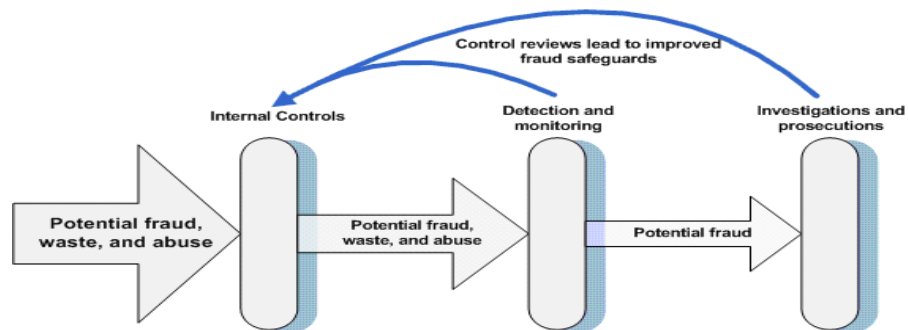 Control reviews lead to improved
fraud safeguards
Internal Controls
Detection and
monitoring
Investigations and
prosecutions
Potential fraud,
waste, and abuse
Potential fraud,
waste, and abuse
Potential fraud